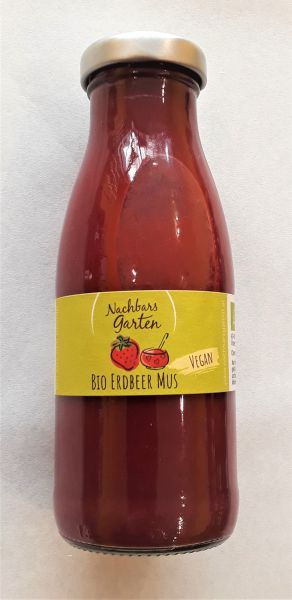 Nachbars
Garten
VEGAN
BIO ERDBEER MUS